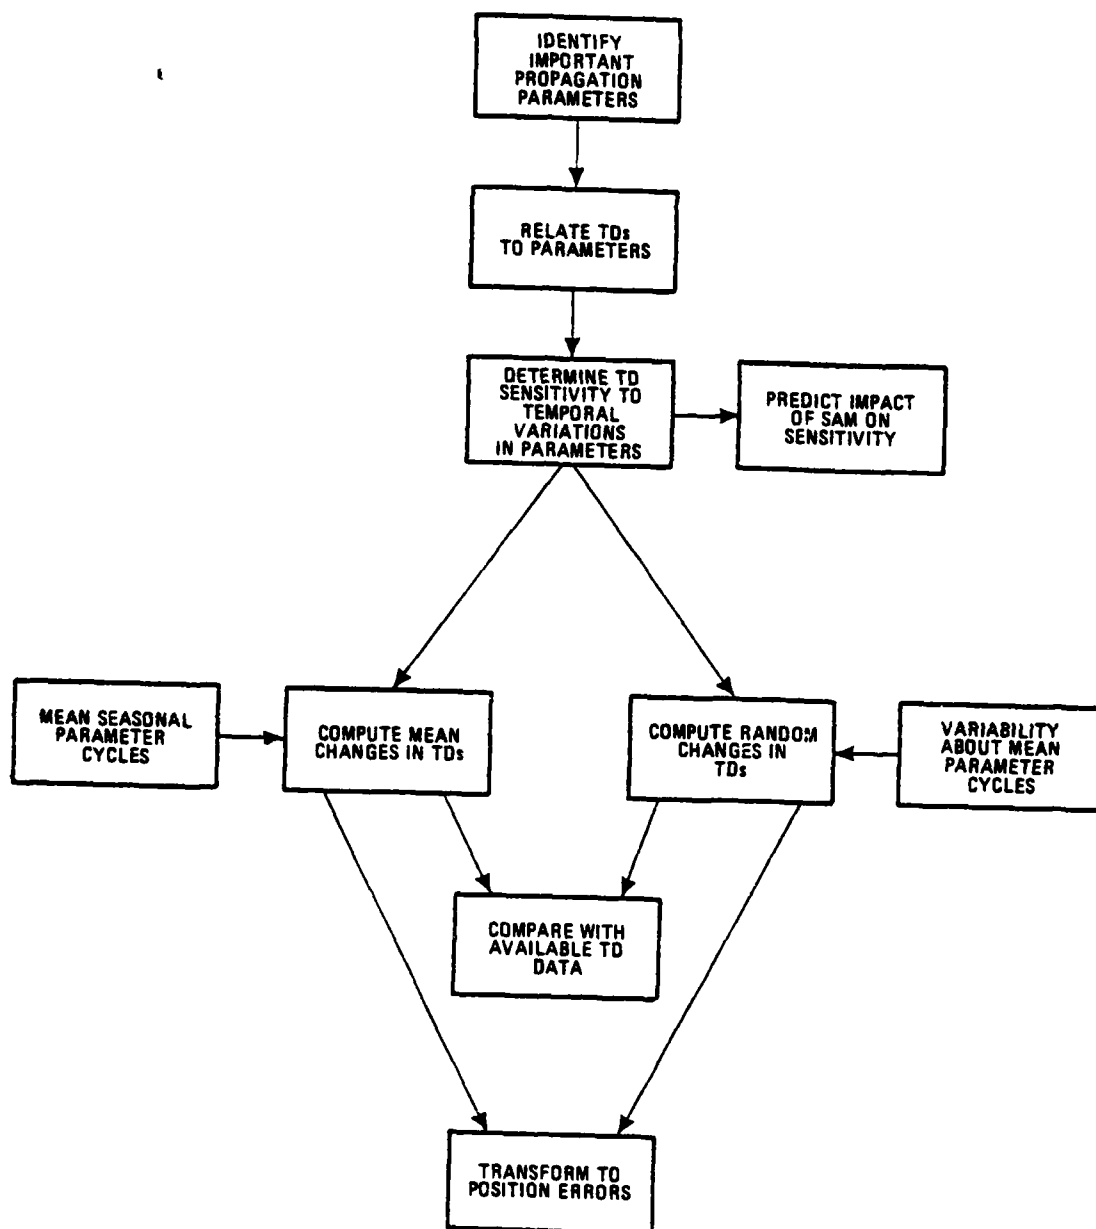 IDENTIFY
IMPORTANT
PROPAGATION
PARAMETERS
RELATE TDs
TO PARAMETERS
DETERMINE TD
SENSITIVITY TO
TEMPORAL
VARIATIONS
IN PARAMETERS
PREDICT IMPACT
OF SAM ON
SENSITIVITY
MEAN SEASONAL
PARAMETER
CYCLES
COMPUTE MEAN
CHANGES IN TDs
COMPUTE RANDOM
CHANGES IN
TDs
VARIABILITY
ABOUT MEAN
PARAMETER
CYCLES
COMPARE WITH
AVAILABLE TD
DATA
TRANSFORM TO
POSITION ERRORS